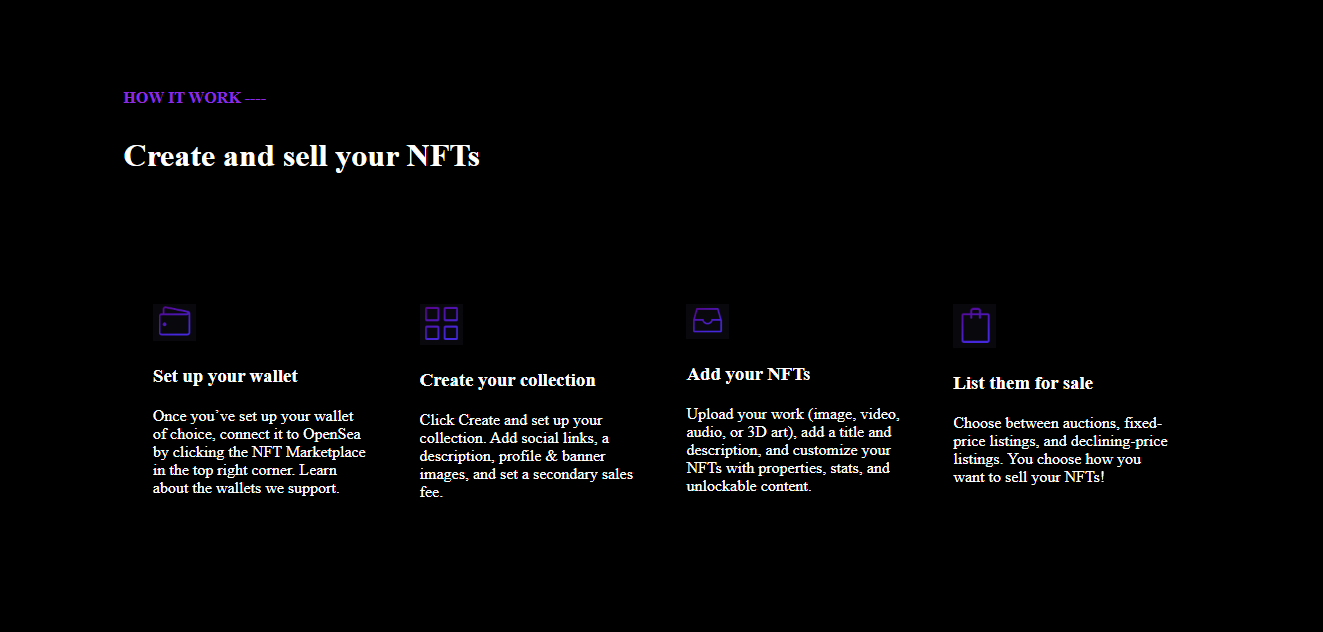 HOW IT WORK ----
Create and sell your NFTs
Set up your wallet
Once you’ve set up your wallet
of choice, connect it to OpenSea
by clicking the NFT Marketplace
in the top right corner. Learn
about the wallets we support.
Create your collection
Click Create and set up your
collection. Add social links, a
description, profile & banner
images, and set a secondary sales
fee.
Add your NFTs
Upload your work (image, video,
audio, or 3D art), add a title and
description, and customize your
NFTs with properties, stats, and
unlockable content.
List them for sale
Choose between auctions, fixed-
price listings, and declining-price
listings. You choose how you
want to sell your NFTs!